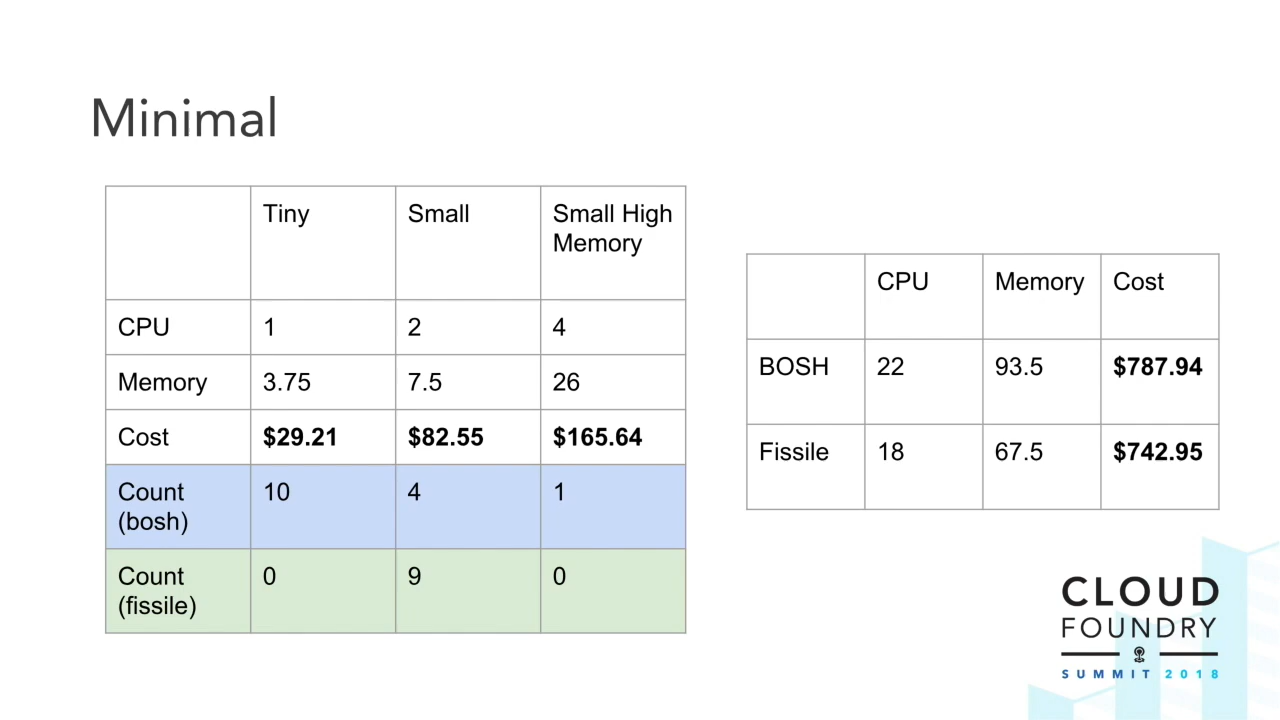 Minimal
Tiny Small Small High
Memory
CPU 1 2 4
Memory 3.75 7.5 26
Cost $29.21 $82.55 $165.64
Count 10 4 1
(bosh)
Count 0 9 0
(fissile)
CPU Memory Cost
BOSH 22 93.5 $787.94
Fissile 18 67.5 $742.95
CLOUD
FOUNDRY
SUMMIT 2018